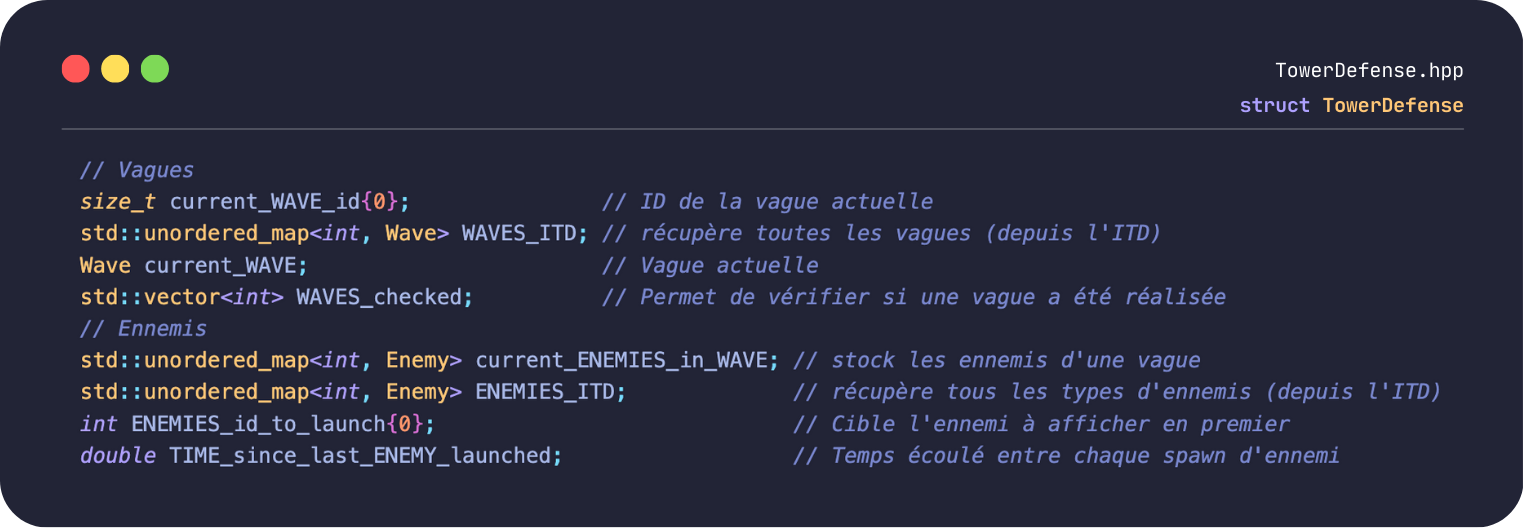 TowerDefense.hpp
struct TowerDefense
// Vagues
size_t current_WAVE_id{0};                // ID de la vague actuelle
std::unordered_map<int, Wave> WAVES_ITD; // récupère toutes les vagues (depuis l'ITD)
Wave current_WAVE;                        // Vague actuelle
std::vector<int> WAVES_checked;           // Permet de vérifier si une vague a été réalisée
// Ennemis
std::unordered_map<int, Enemy> current_ENEMIES_in_WAVE; // stock les ennemis d'une vague
std::unordered_map<int, Enemy> ENEMIES_ITD;             // récupère tous les types d'ennemis (depuis l'ITD)
int ENEMIES_id_to_launch{0};                            // Cible l'ennemi à afficher en premier
double TIME_since_last_ENEMY_launched;                  // Temps écoulé entre chaque spawn d'ennemi